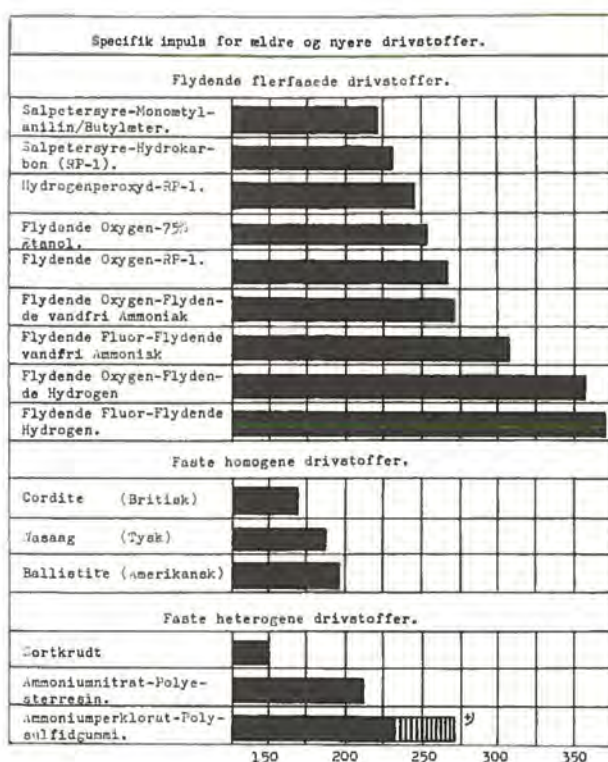 Specifik impuls for ældre og nyere drivstoffer.
Flydende flerfasede drivstoffer.
Salpetersyre-Monometyl-
anilin/Butylæter.
Salpetersyre-Hydrokar-
bon (RP-1).
Hydrogenperoxyd-RP-1.
Flydende Oxygen-75%
Etanol.
Flydende Oxygen-RP-1.
Flydende Oxygen-Flyden-
de vandfri Ammoniak
Flydende Fluor-Flydende
vandfri Ammoniak
Flydende Oxygen-Flyden-
de Hydrogen
Flydende Fluor-Flydende
Hydrogen.
Faste homogene drivstoffer.
Cordite (Britisk)
Wasang (Tysk)
Ballistite (Amerikansk)
Faste heterogene drivstoffer.
Sortkrudt
Ammoniumnitrat-Polye-
sterresin.
Ammoniumperklorat-Poly-
sulfidgummi.
150 200 250 300 350